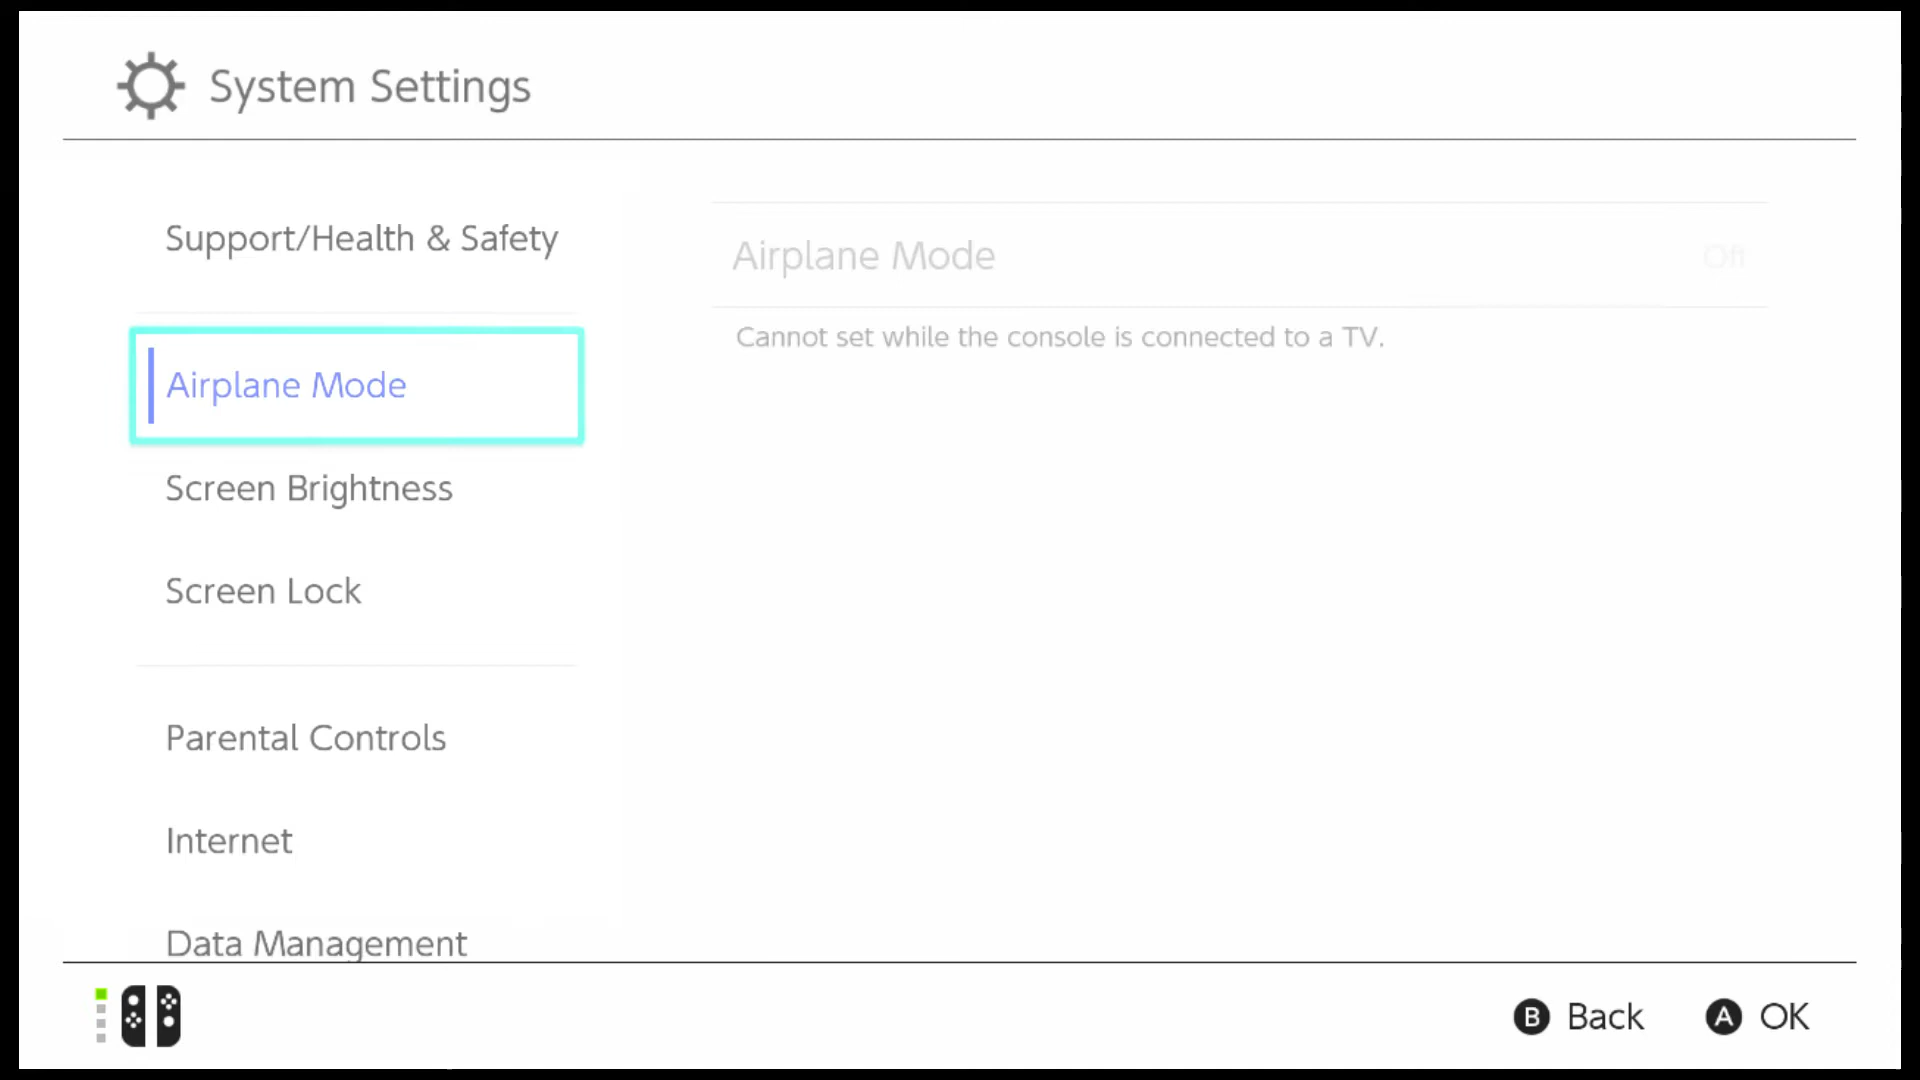 System Settings
Support/Health & Safety
Airplane Mode
Screen Brightness
Screen Lock
Parental Controls
Internet
Data Management
Airplane Mode
Off
Cannot set while the console is connected to a TV.
B Back
A OK